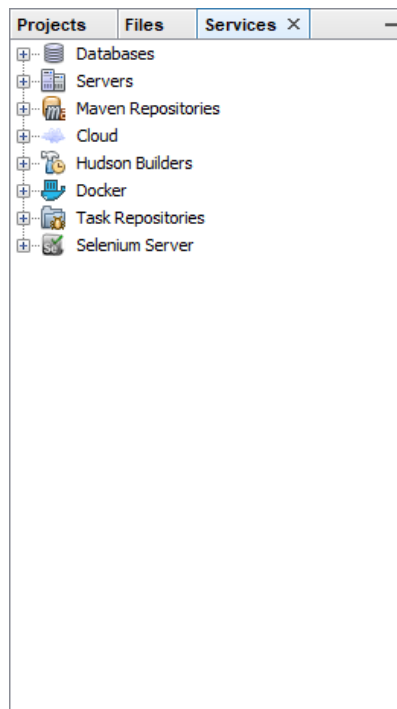 Projects Files Services
Databases
Servers
Maven Repositories
Cloud
Hudson Builders
Docker
Task Repositories
Selenium Server